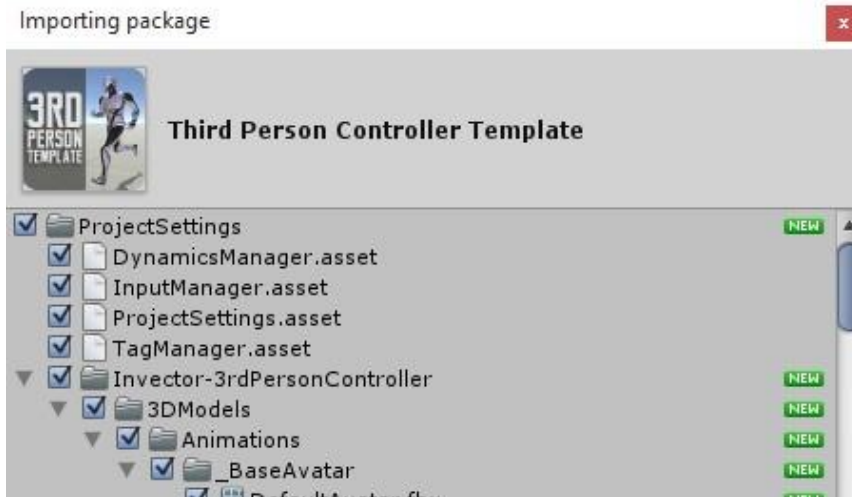 Importing package
x
3RD
PERSON
TEMPLATE
Third Person Controller Template
ProjectSettings NEW
DynamicsManager.asset
InputManager.asset
ProjectSettings.asset
TagManager.asset
Invector-3rdPersonController NEW
3DModels NEW
Animations NEW
_BaseAvatar NEW